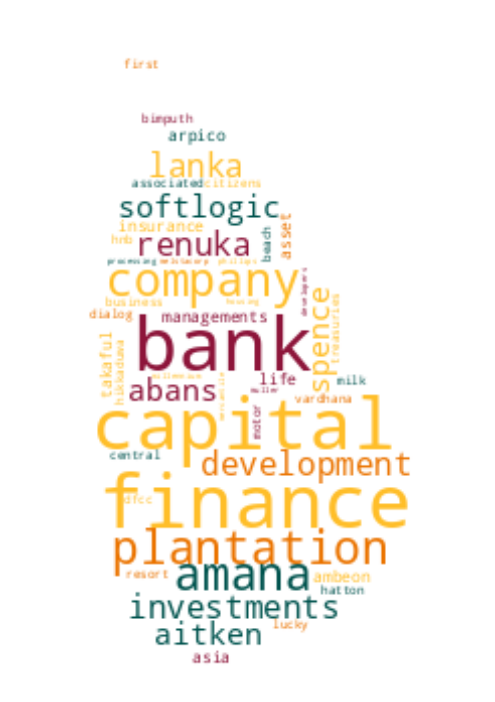 first
bimputh
arpico
lanka
associated citizens
softlogic
insurance
asset
hnb renuka beach
processing
company
developers
business
dialog managements
spence
treasuries
bank
takaful
hikkaduwa
abans life milk
vardhana
motor
capital
central development
dfcc
finance
plantation
resort amana ambeon
hatton
investments
lucky
aitken
asia